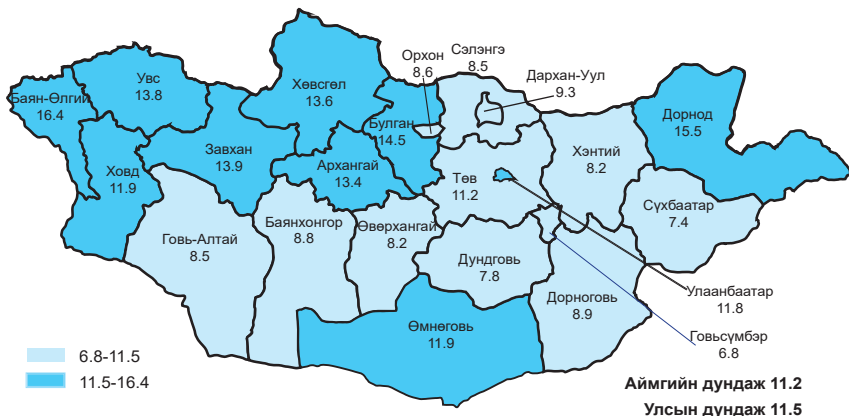 Увс
13.8
Баян-Өлгий
16.4
Ховд
11.9
Завхан
13.9
Хөвсгөл
13.6
Архангай
13.4
Булган
14.5
Орхон
8.6
Сэлэнгэ
8.5
Дархан-Уул
9.3
Дорнод
15.5
Хэнтий
8.2
Төв
11.2
Сүхбаатар
7.4
Говь-Алтай
8.5
Баянхонгор
8.8
Өвөрхангай
8.2
Дундговь
7.8
Дорноговь
8.9
Өмнөговь
11.9
Улаанбаатар
11.8
Говьсүмбэр
6.8
6.8-11.5
11.5-16.4
Аймгийн дундаж 11.2
Улсын дундаж 11.5